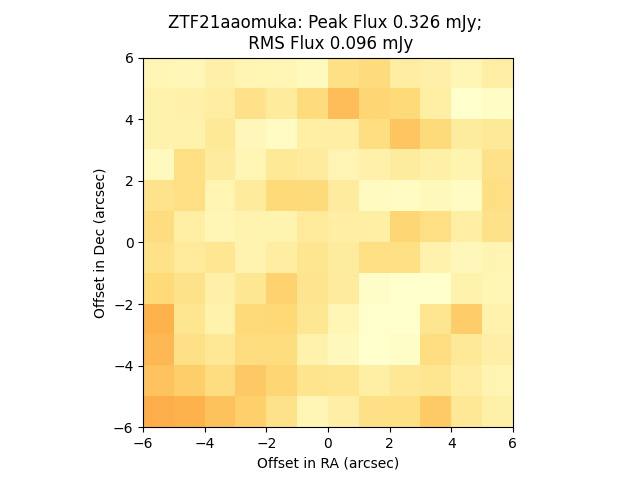 ZTF21aaomuka: Peak Flux 0.326 mJy;
RMS Flux 0.096 mJy
6
4
2
0
−2
−4
−6
Offset in Dec (arcsec)
−6 −4 −2 0 2 4 6
Offset in RA (arcsec)